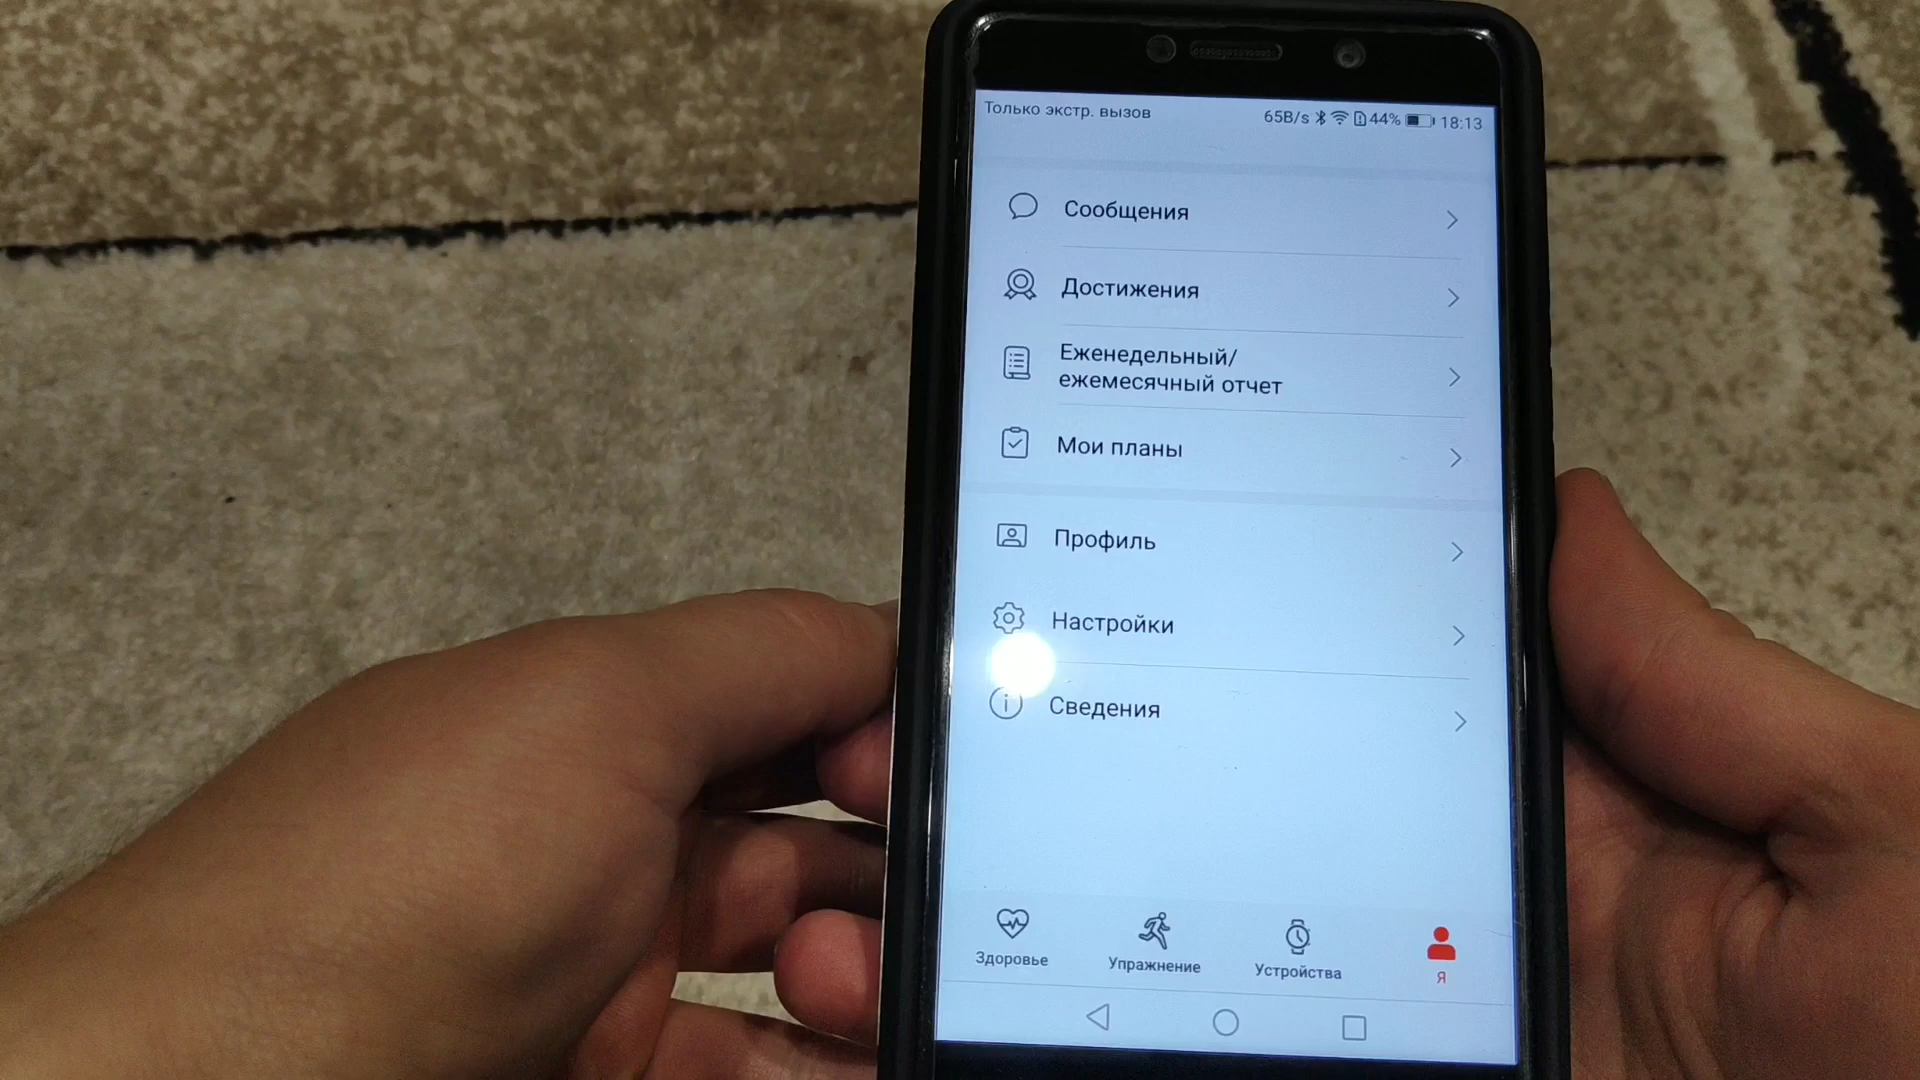 Только экстр. вызов 65B/s 44% 18:13
Сообщения
Достижения
Еженедельный/
ежемесячный отчет
Мои планы
Профиль
Настройки
Сведения
Здоровье Упражнение Устройства Я